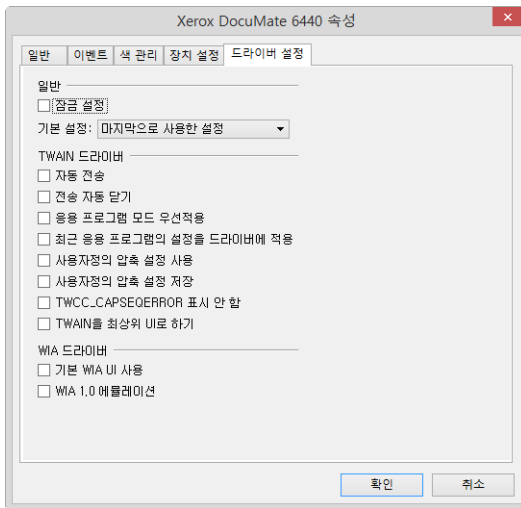 Xerox DocuMate 6440 속성
일반 이벤트 색 관리 장치 설정 드라이버 설정
일반
잠금 설정
기본 설정: 마지막으로 사용한 설정
TWAIN 드라이버
자동 전송
전송 자동 닫기
응용 프로그램 모드 우선적용
최근 응용 프로그램의 설정을 드라이버에 적용
사용자정의 압축 설정 사용
사용자정의 압축 설정 저장
TWCC_CAPSEQERROR 표시 안 함
TWAIN을 최상위 UI로 하기
WIA 드라이버
기본 WIA UI 사용
WIA 1.0 에뮬레이션
확인 취소